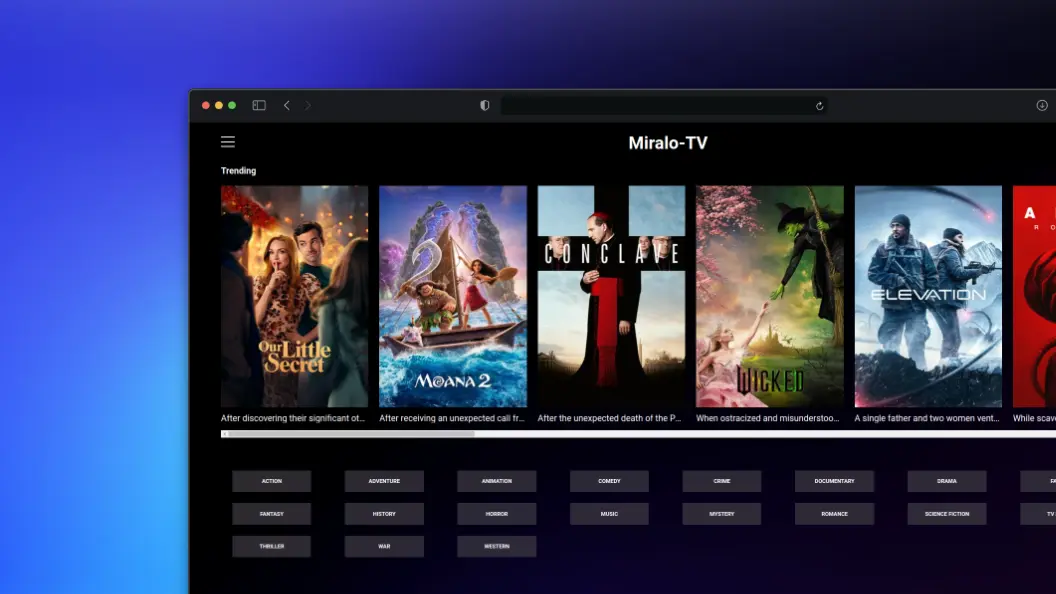 Miralo-TV
Trending
Our Little
Secret
2
MOANA 2
CONCLAVE
WICKED
ELEVATION
A
R O
After discovering their significant ot...
After receiving an unexpected call fr...
After the unexpected death of the P...
When ostracized and misunderstoo...
A single father and two women vent...
While scav
ACTION
ADVENTURE
ANIMATION
COMEDY
CRIME
DOCUMENTARY
DRAMA
FA
FANTASY
HISTORY
HORROR
MUSIC
MYSTERY
ROMANCE
SCIENCE FICTION
TV
THRILLER
WAR
WESTERN